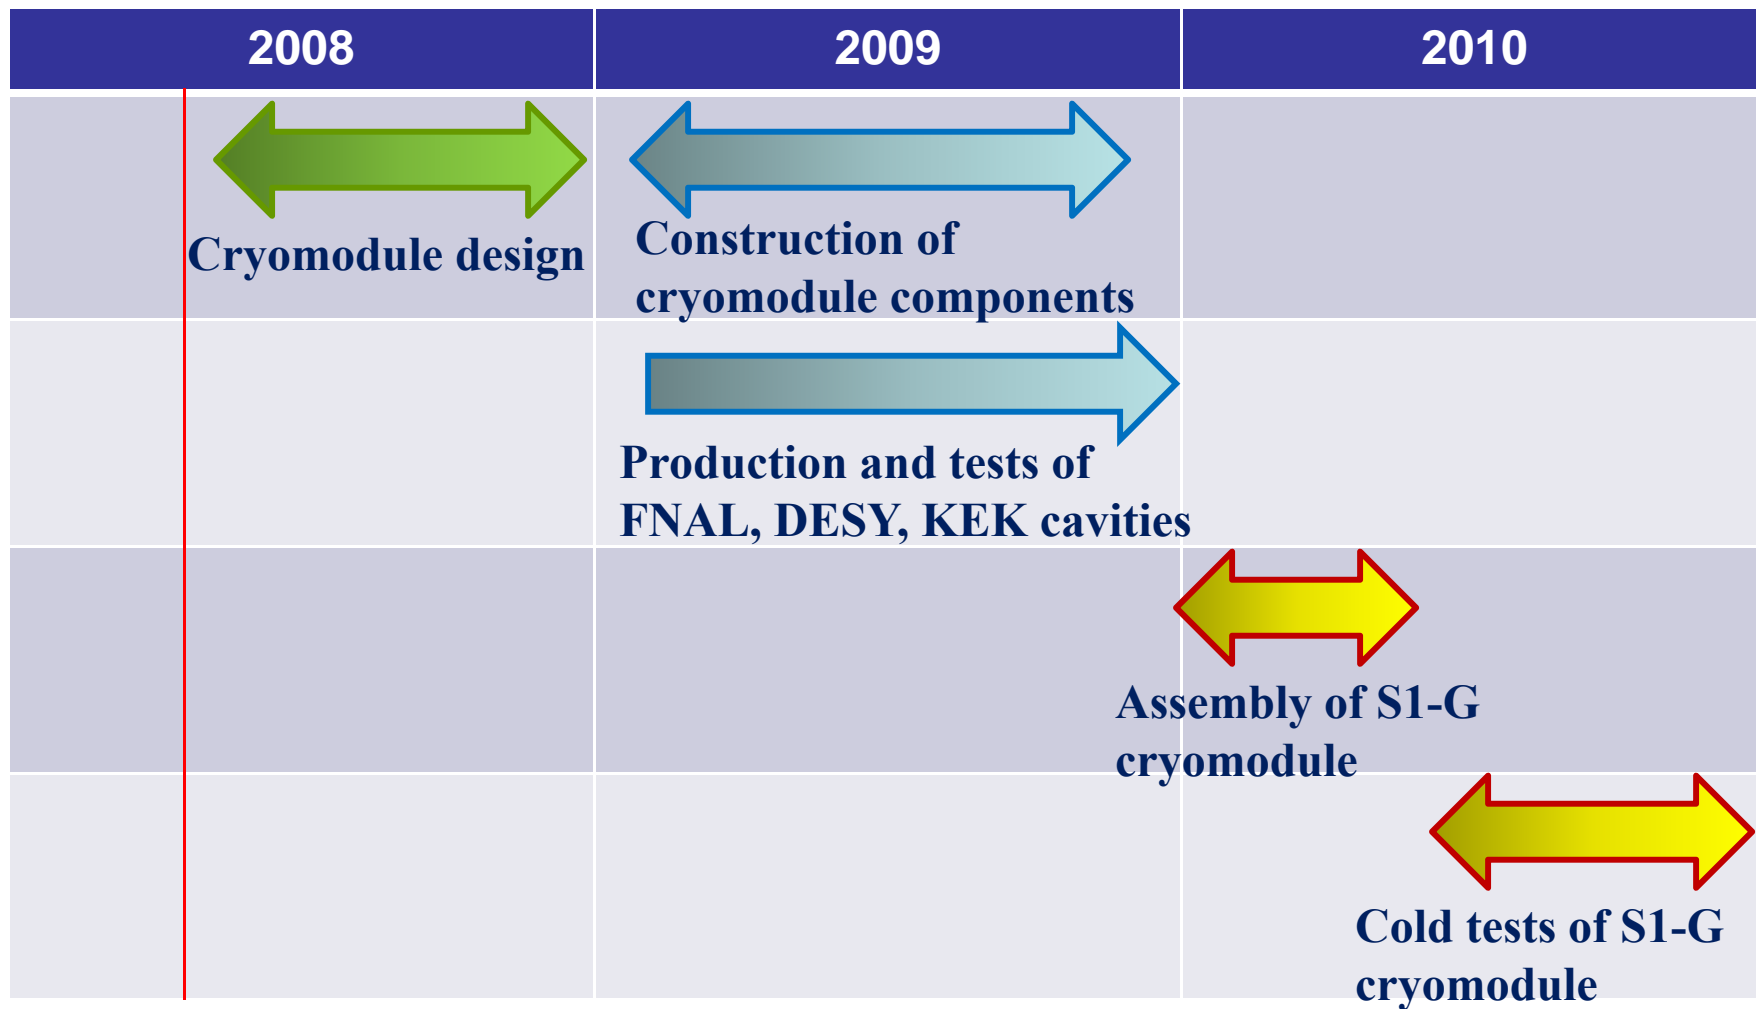 2008
2009
2010
Cryomodule design
Construction of
cryomodule components
Production and tests of
FNAL, DESY, KEK cavities
Assembly of S1-G
cryomodule
Cold tests of S1-G
cryomodule